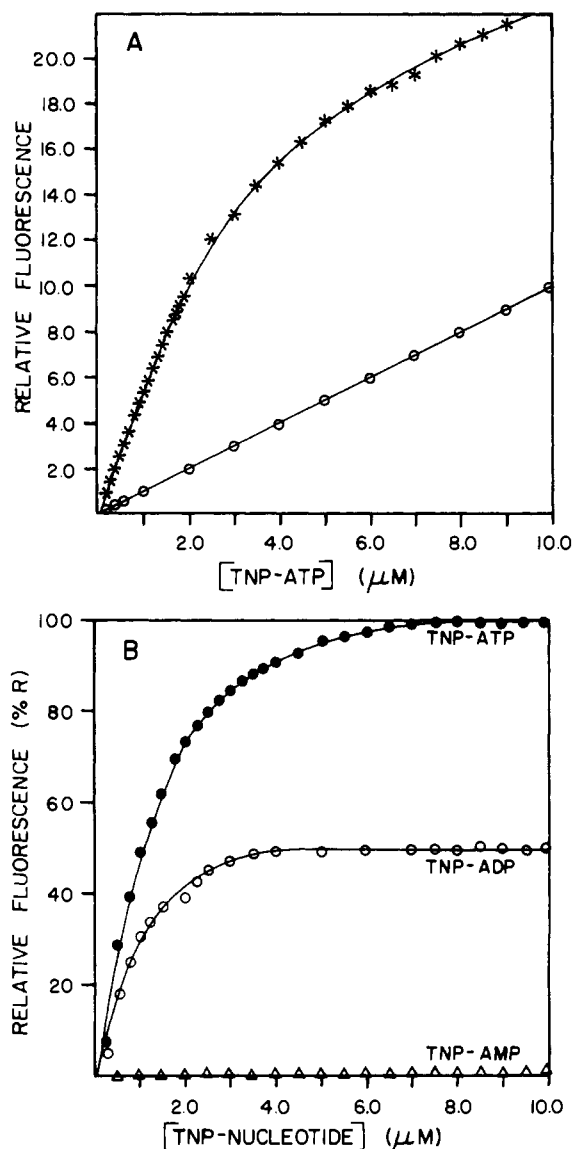 A
20.0
18.0
16.0
14.0
12.0
10.0
8.0
6.0
4.0
2.0
RELATIVE FLUORESCENCE
2.0 4.0 6.0 8.0 10.0
[TNP-ATP] (μM)
B
100
80
60
40
20
RELATIVE FLUORESCENCE (%R)
TNP-ATP
TNP-ADP
TNP-AMP
2.0 4.0 6.0 8.0 10.0
[TNP-NUCLEOTIDE] (μM)